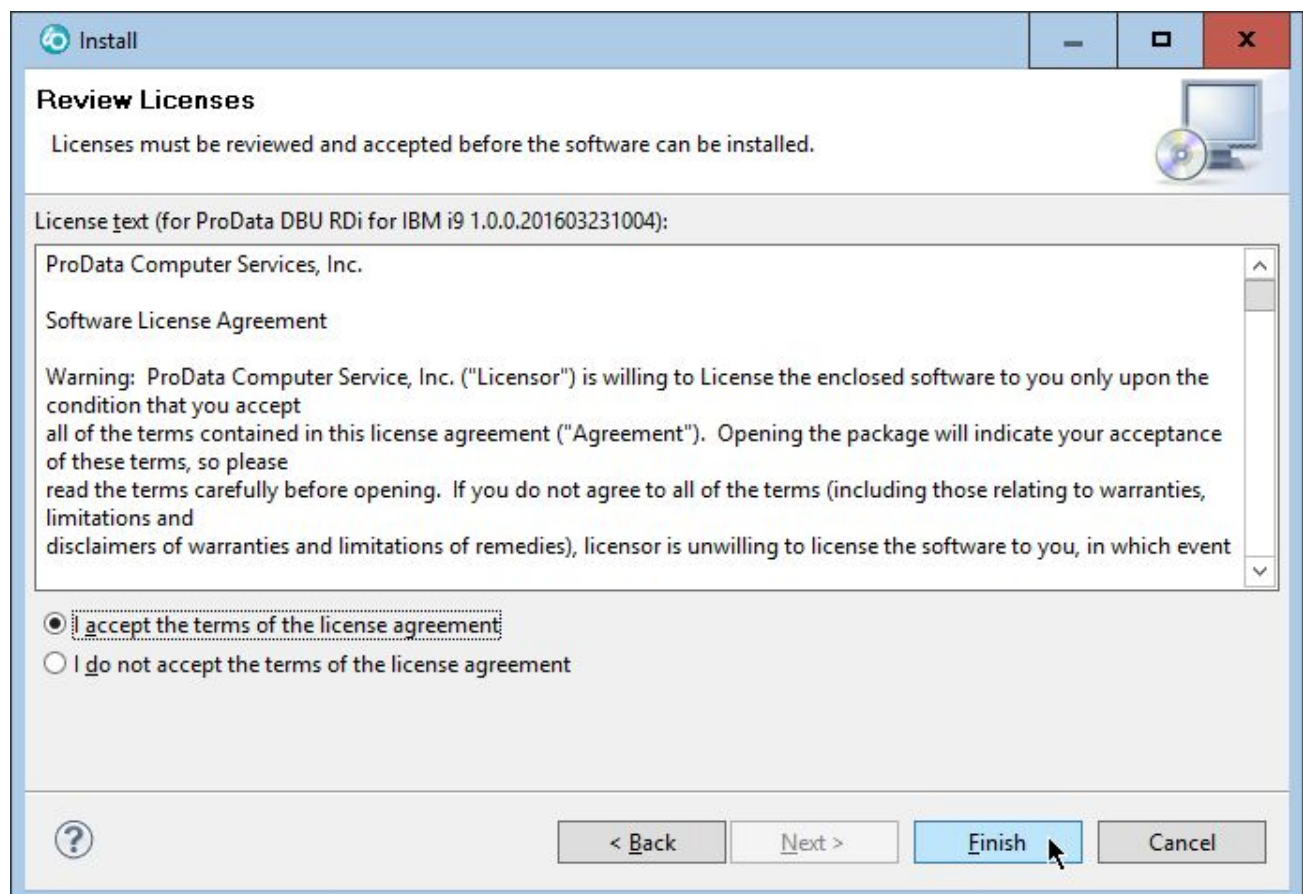 Install
Review Licenses
Licenses must be reviewed and accepted before the software can be installed.
License text (for ProData DBU RDi for IBM i9 1.0.0.201603231004):
ProData Computer Services, Inc.
Software License Agreement
Warning:  ProData Computer Service, Inc. ("Licensor") is willing to License the enclosed software to you only upon the
condition that you accept
all of the terms contained in this license agreement ("Agreement").  Opening the package will indicate your acceptance
of these terms, so please
read the terms carefully before opening.  If you do not agree to all of the terms (including those relating to warranties,
limitations and
disclaimers of warranties and limitations of remedies), licensor is unwilling to license the software to you, in which event
I accept the terms of the license agreement
I do not accept the terms of the license agreement
< Back Next > Finish Cancel